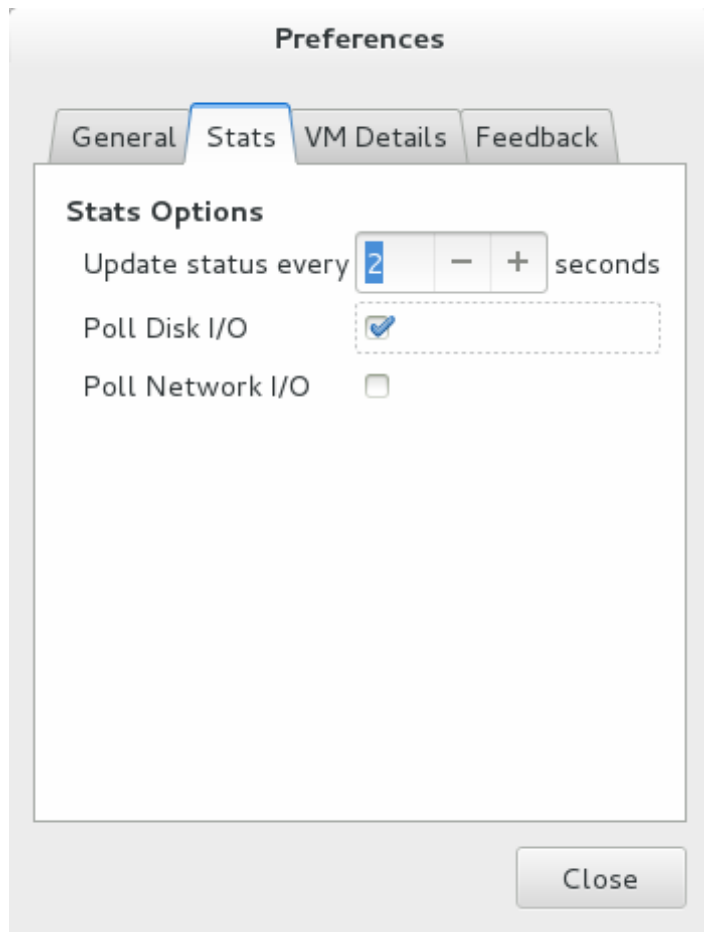 Preferences
General Stats VM Details Feedback
Stats Options
Update status every 2 − + seconds
Poll Disk I/O
Poll Network I/O
Close